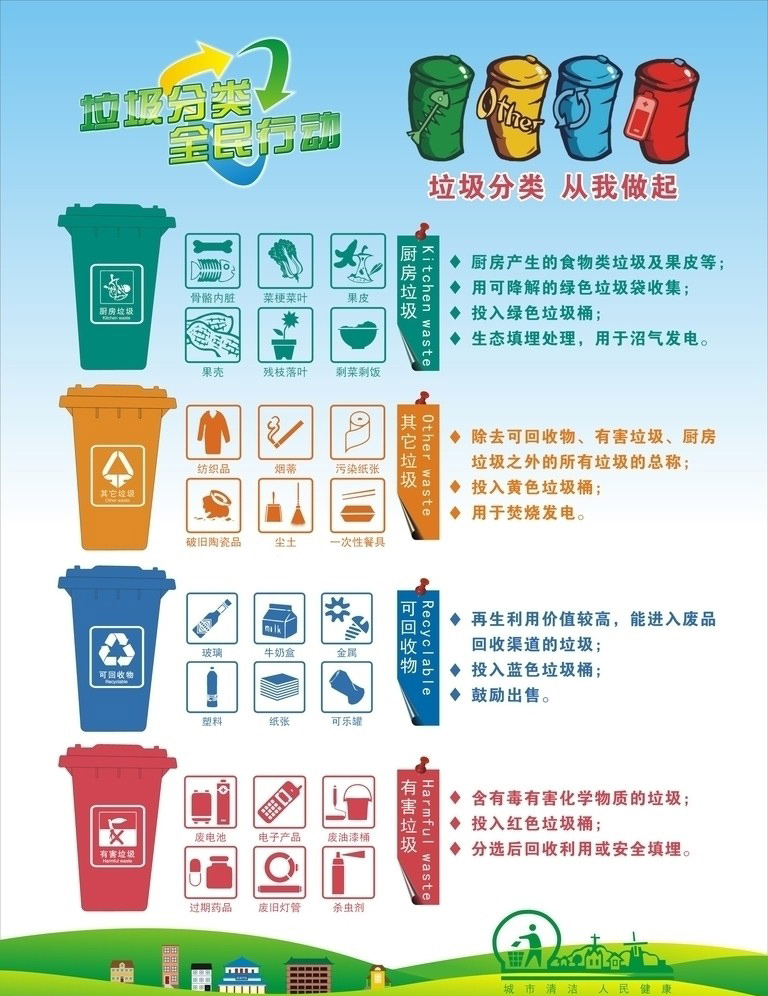 垃圾分类
全民行动
Other
垃圾分类 从我做起
厨房垃圾
Kitchen waste
骨骼内脏
菜梗菜叶
果皮
果壳
残枝落叶
剩菜剩饭
厨房垃圾
Kitchen waste
厨房产生的食物类垃圾及果皮等；
用可降解的绿色垃圾袋收集；
投入绿色垃圾桶；
生态填埋处理，用于沼气发电。
其它垃圾
Other waste
纺织品
烟蒂
污染纸张
破旧陶瓷品
尘土
一次性餐具
其它垃圾
Other waste
除去可回收物、有害垃圾、厨房
垃圾之外的所有垃圾的总称；
投入黄色垃圾桶；
用于焚烧发电。
可回收物
Recyclable
玻璃
milk
牛奶盒
金属
塑料
纸张
可乐罐
可回收物
Recyclable
再生利用价值较高，能进入废品
回收渠道的垃圾；
投入蓝色垃圾桶；
鼓励出售。
有害垃圾
Harmful waste
废电池
电子产品
废油漆桶
过期药品
废旧灯管
杀虫剂
有害垃圾
Harmful waste
含有毒有害化学物质的垃圾；
投入红色垃圾桶；
分选后回收利用或安全填埋。
城市清洁 人民健康